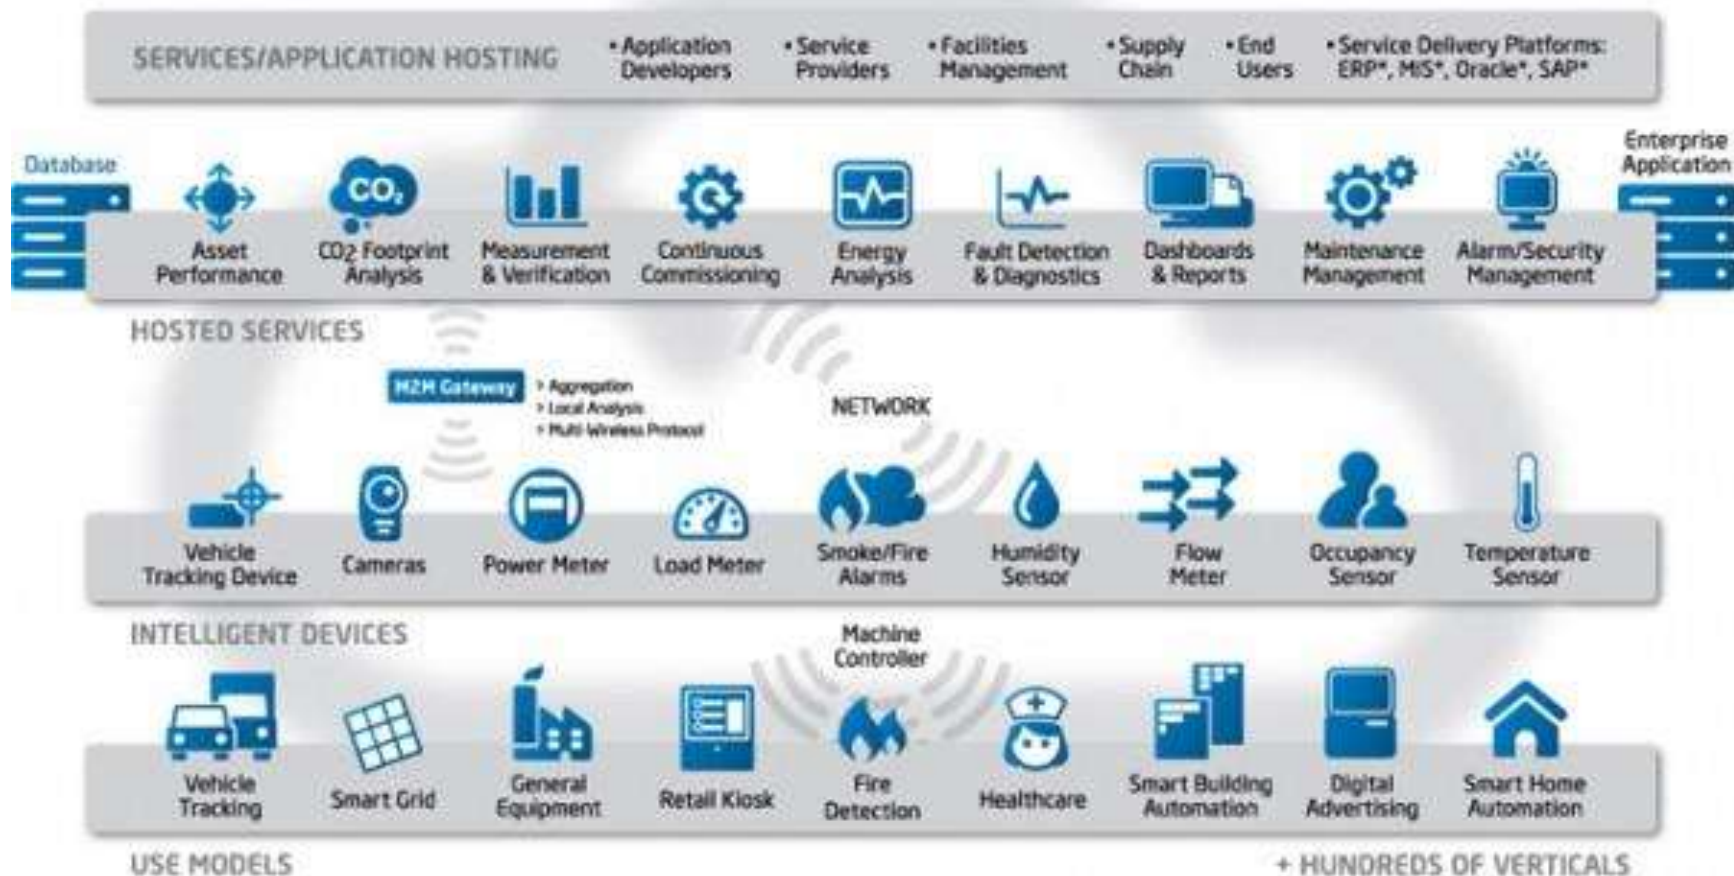 SERVICES/APPLICATION HOSTING
• Application
Developers
• Service
Providers
• Facilities
Management
• Supply
Chain
• End
Users
• Service Delivery Platforms:
ERP*, MIS*, Oracle*, SAP*
Database
Enterprise
Application
CO2
Asset
Performance
CO2 Footprint
Analysis
Measurement
& Verification
Continuous
Commissioning
Energy
Analysis
Fault Detection
& Diagnostics
Dashboards
& Reports
Maintenance
Management
Alarm/Security
Management
HOSTED SERVICES
M2M Gateway
> Aggregation
> Local Analysis
> Multi-Wireless Protocol
NETWORK
Vehicle
Tracking Device
Cameras
Power Meter
Load Meter
Smoke/Fire
Alarms
Humidity
Sensor
Flow
Meter
Occupancy
Sensor
Temperature
Sensor
INTELLIGENT DEVICES
Machine
Controller
Vehicle
Tracking
Smart Grid
General
Equipment
Retail Kiosk
Fire
Detection
Healthcare
Smart Building
Automation
Digital
Advertising
Smart Home
Automation
USE MODELS
+ HUNDREDS OF VERTICALS